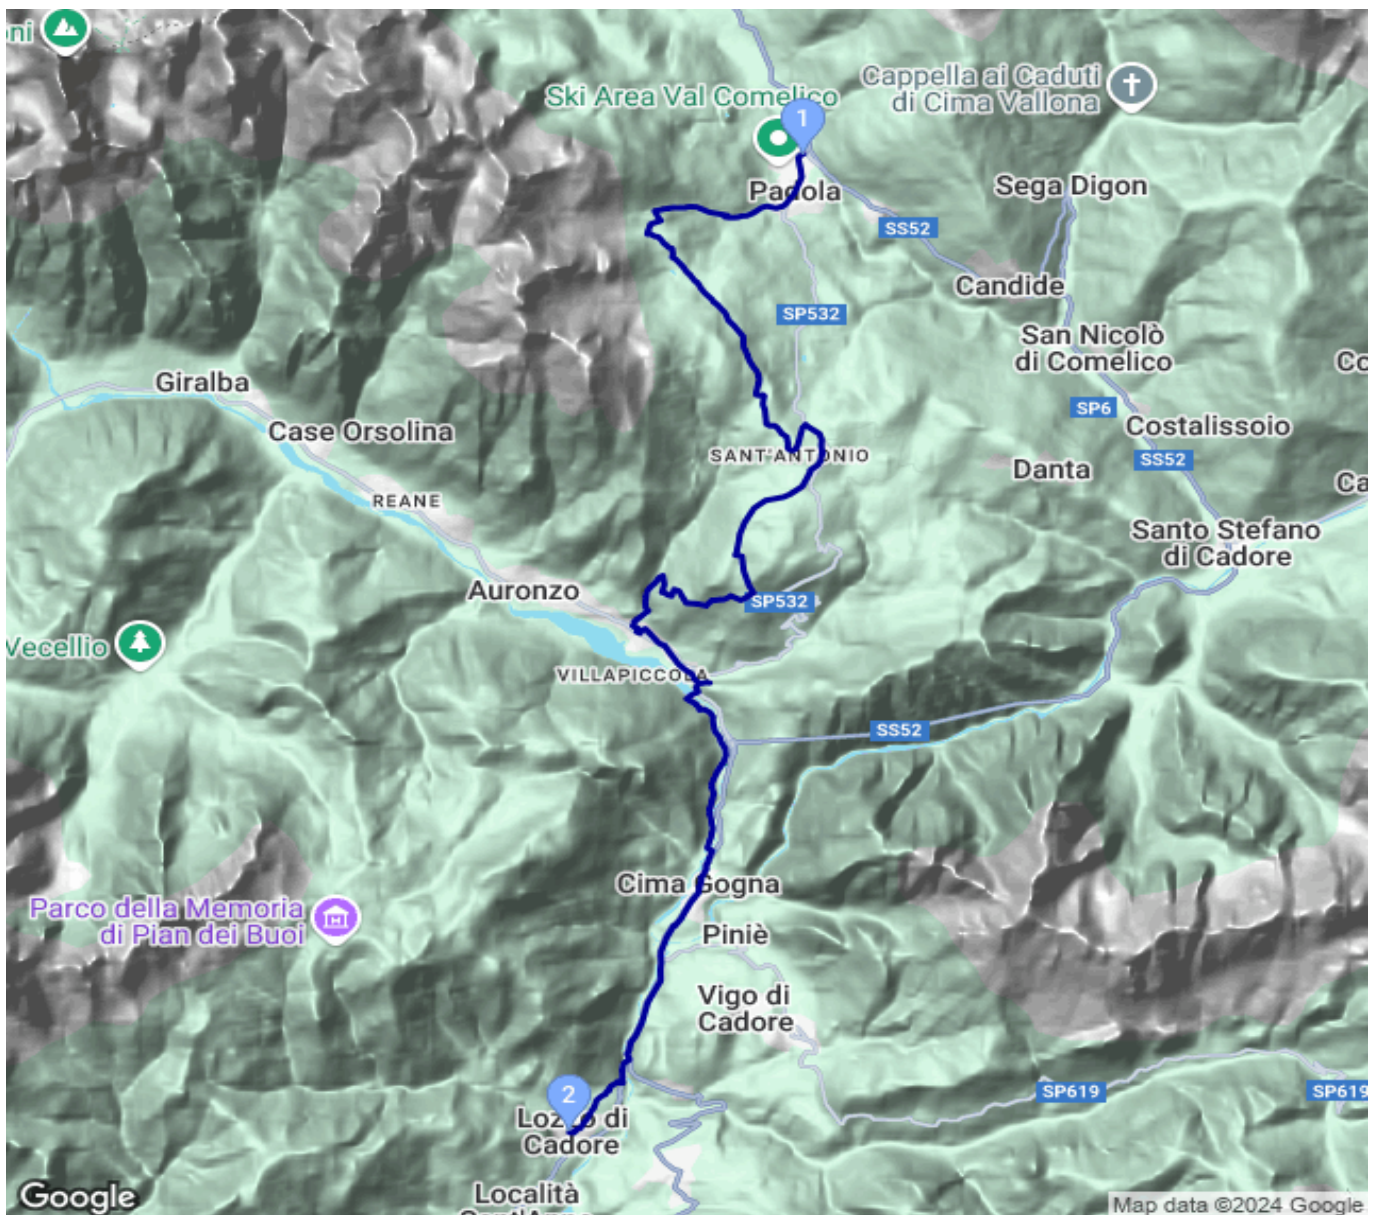 oni
Ski Area Val Comelico
Cappella ai Caduti
di Cima Vallona
1
Padola
Sega Digon
SS52
Candide
SP532
San Nicolò
di Comelico
Giralba
SP6
Case Orsolina
Costalissoio
SANT'ANTONIO
SS52
Danta
REANE
Santo Stefano
di Cadore
Auronzo
SP532
Vecellio
VILLAPICCOLA
SS52
Cima Gogna
Parco della Memoria
di Pian dei Buoi
Piniè
Vigo di
Cadore
2
SP619
SP619
Lozzo di
Cadore
Località
Google
Map data ©2024 Google